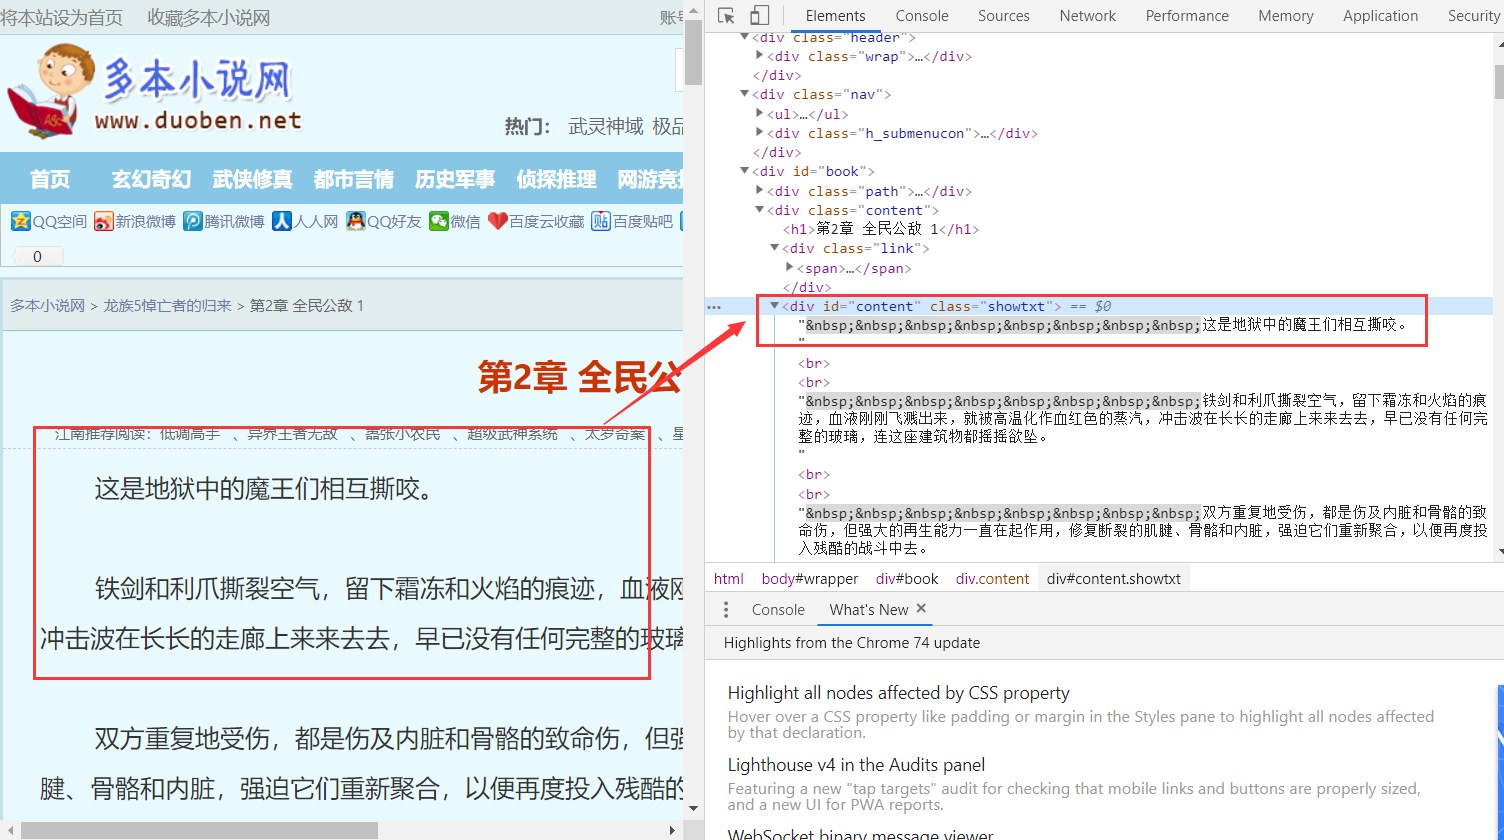 将本站设为首页 收藏多本小说网 账号
多本小说网
www.duoben.net
热门： 武灵神域 极品
首页 玄幻奇幻 武侠修真 都市言情 历史军事 侦探推理 网游竞技
QQ空间 新浪微博 腾讯微博 人人网 QQ好友 微信 百度云收藏 百度贴吧
0
多本小说网 > 龙族5悼亡者的归来 > 第2章 全民公敌 1
第2章 全民公
江南推荐阅读：低调高手 、异界王者无敌 、嚣张小农民 、超级武神系统 、太岁奇案 、星
这是地狱中的魔王们相互撕咬。
铁剑和利爪撕裂空气，留下霜冻和火焰的痕迹，血液刚
冲击波在长长的走廊上来来去去，早已没有任何完整的玻璃
双方重复地受伤，都是伤及内脏和骨骼的致命伤，但强
腱、骨骼和内脏，强迫它们重新聚合，以便再度投入残酷的
Elements Console Sources Network Performance Memory Application Security
▼<div class="header">
▶<div class="wrap">…</div>
</div>
▼<div class="nav">
▶<ul>…</ul>
▶<div class="h_submenucon">…</div>
</div>
▼<div id="book">
▶<div class="path">…</div>
▼<div class="content">
<h1>第2章 全民公敌 1</h1>
▼<div class="link">
▶<span>…</span>
</div>
▼<div id="content" class="showtxt"> == $0
"&nbsp;&nbsp;&nbsp;&nbsp;&nbsp;&nbsp;&nbsp;&nbsp;这是地狱中的魔王们相互撕咬。
"
<br>
<br>
"&nbsp;&nbsp;&nbsp;&nbsp;&nbsp;&nbsp;&nbsp;&nbsp;铁剑和利爪撕裂空气，留下霜冻和火焰的痕
迹，血液刚刚飞溅出来，就被高温化作血红色的蒸汽，冲击波在长长的走廊上来来去去，早已没有任何完
整的玻璃，连这座建筑物都摇摇欲坠。
"
<br>
<br>
"&nbsp;&nbsp;&nbsp;&nbsp;&nbsp;&nbsp;&nbsp;&nbsp;双方重复地受伤，都是伤及内脏和骨骼的致
命伤，但强大的再生能力一直在起作用，修复断裂的肌腱、骨骼和内脏，强迫它们重新聚合，以便再度投
入残酷的战斗中去。
html body#wrapper div#book div.content div#content.showtxt
Console What's New ×
Highlights from the Chrome 74 update
Highlight all nodes affected by CSS property
Hover over a CSS property like padding or margin in the Styles pane to highlight all nodes affected
by that declaration.
Lighthouse v4 in the Audits panel
Featuring a new "tap targets" audit for checking that mobile links and buttons are properly sized,
and a new UI for PWA reports.
WebSocket binary message viewer